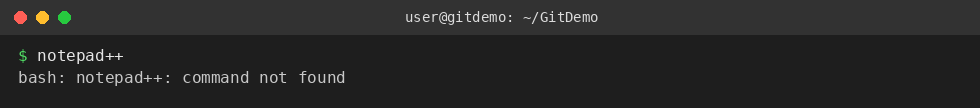 user@gitdemo: ~/GitDemo
$ notepad++
bash: notepad++: command not found